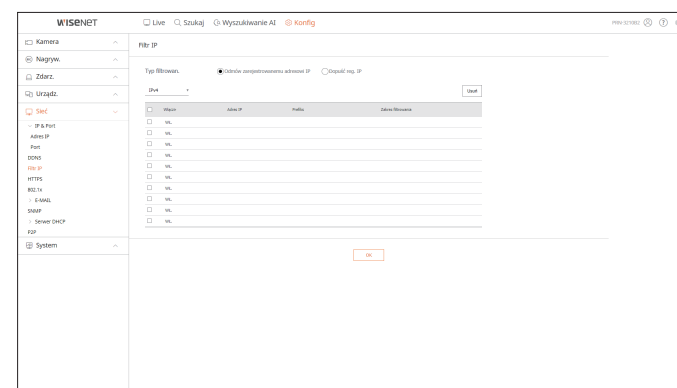 WISENET
Live Szukaj Wyszukiwanie AI Konfig
Kamera
Nagryw.
Zdarz.
Urządz.
Sieć
IP & Port
Adres IP
Port
DDNS
Filtr IP
HTTPS
802.1x
E-MAIL
SNMP
Serwer DHCP
P2P
System
Filtr IP
Typ filtrowan. Odmów zarejestrowanemu adresowi IP Dopuść rej. IP
IPv4 Usuń
Włącz Adres IP Prefiks Zakres filtrowania
WŁ.
WŁ.
WŁ.
WŁ.
WŁ.
WŁ.
WŁ.
WŁ.
WŁ.
WŁ.
OK